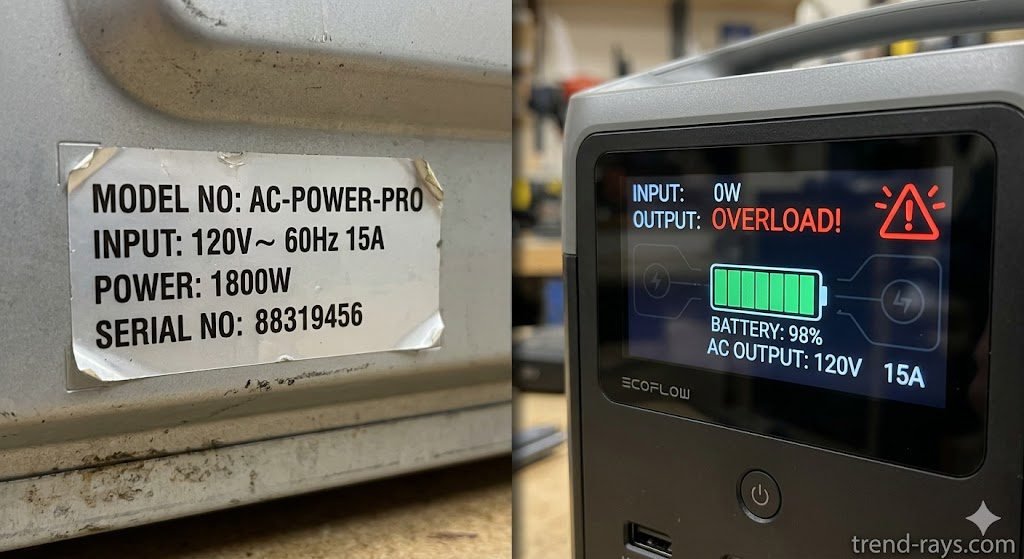 MODEL NO: AC-POWER-PRO
INPUT: 120V~ 60Hz 15A
POWER: 1800W
SERIAL NO: 88319456
INPUT: 0W
OUTPUT: OVERLOAD!
BATTERY: 98%
AC OUTPUT: 120V 15A
ECOFLOW
trend-rays.com